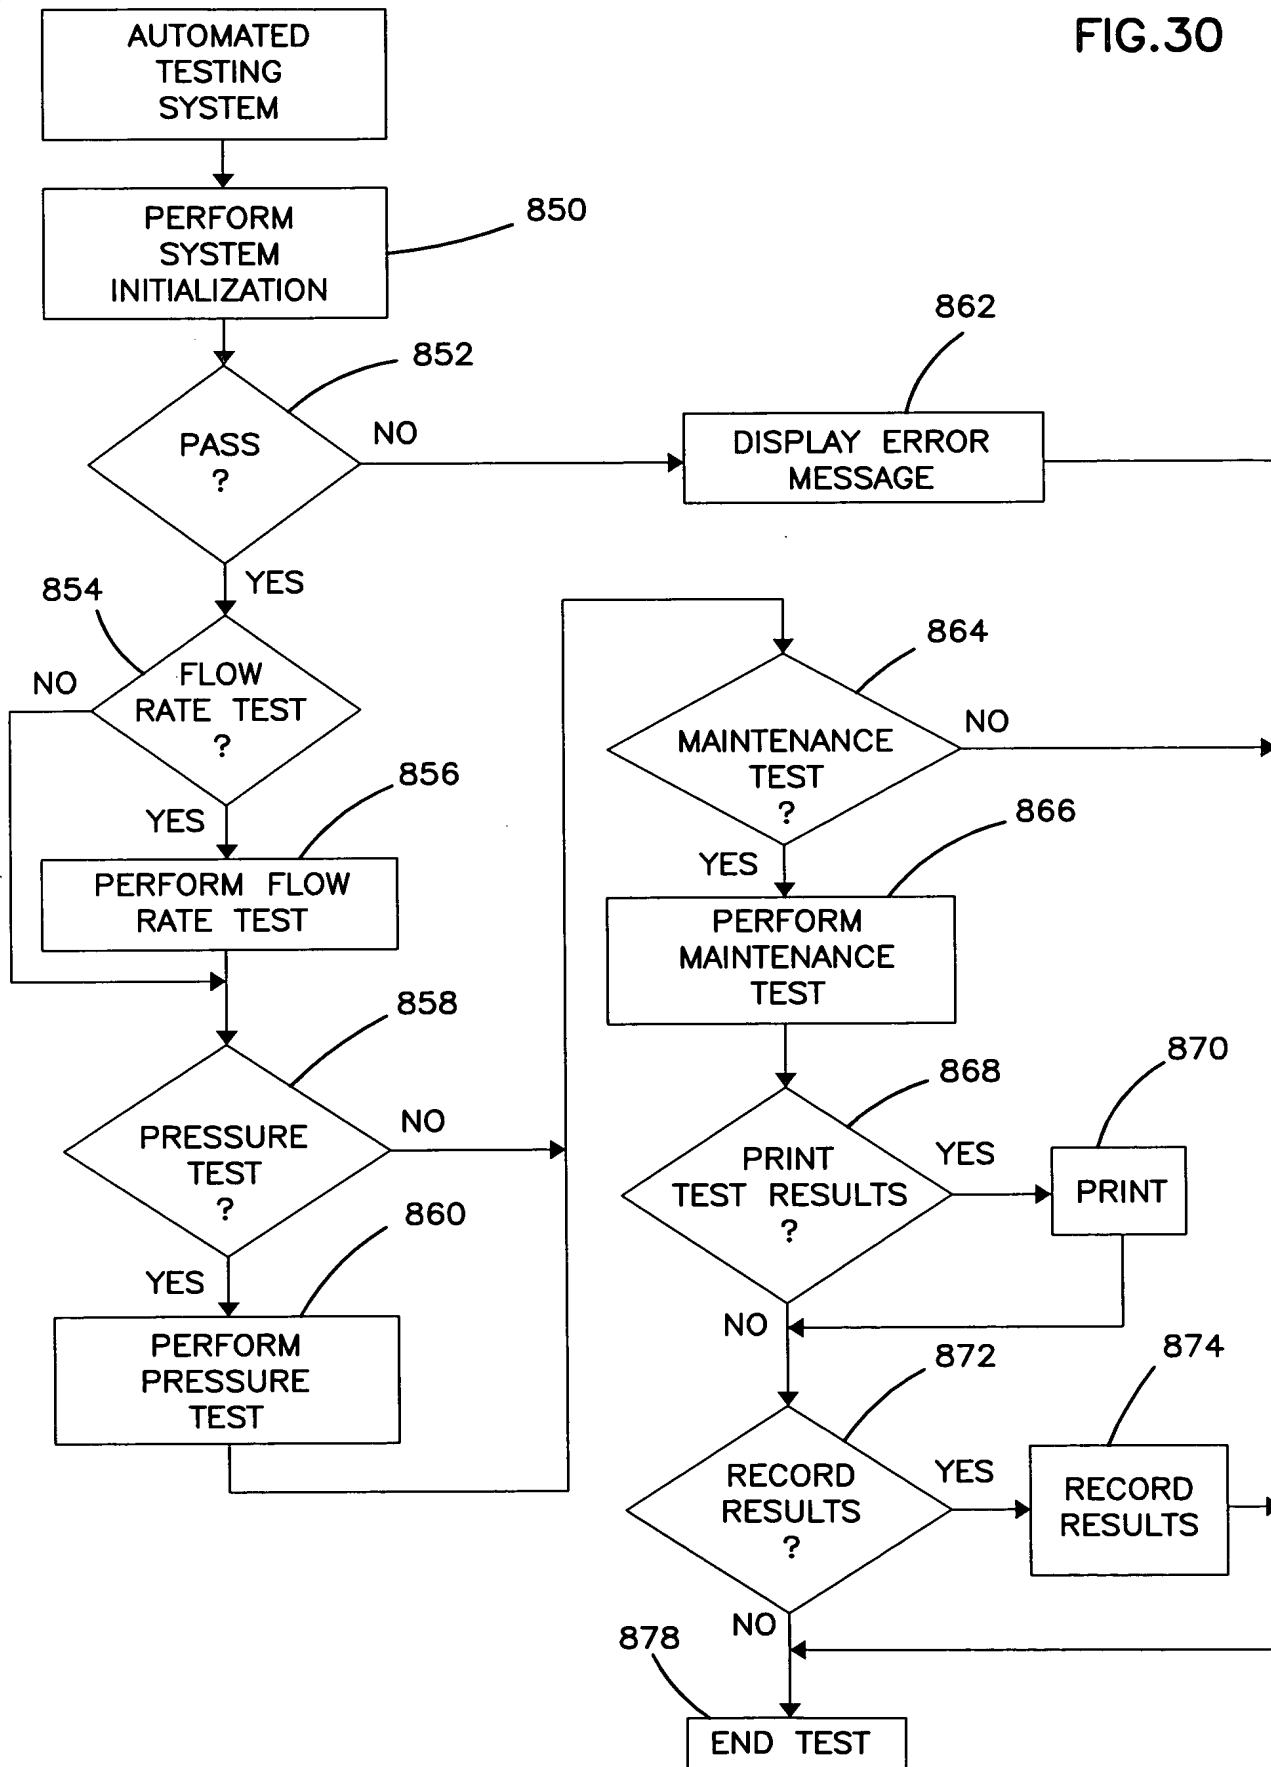 FIG.30
AUTOMATED
TESTING
SYSTEM
PERFORM
SYSTEM
INITIALIZATION
850
852
PASS
?
NO
862
DISPLAY ERROR
MESSAGE
YES
854
FLOW
RATE TEST
?
NO
YES
856
PERFORM FLOW
RATE TEST
858
PRESSURE
TEST
?
NO
YES
860
PERFORM
PRESSURE
TEST
864
MAINTENANCE
TEST
?
NO
YES
866
PERFORM
MAINTENANCE
TEST
868
PRINT
TEST RESULTS
?
YES
870
PRINT
NO
872
RECORD
RESULTS
?
YES
874
RECORD
RESULTS
NO
878
END TEST